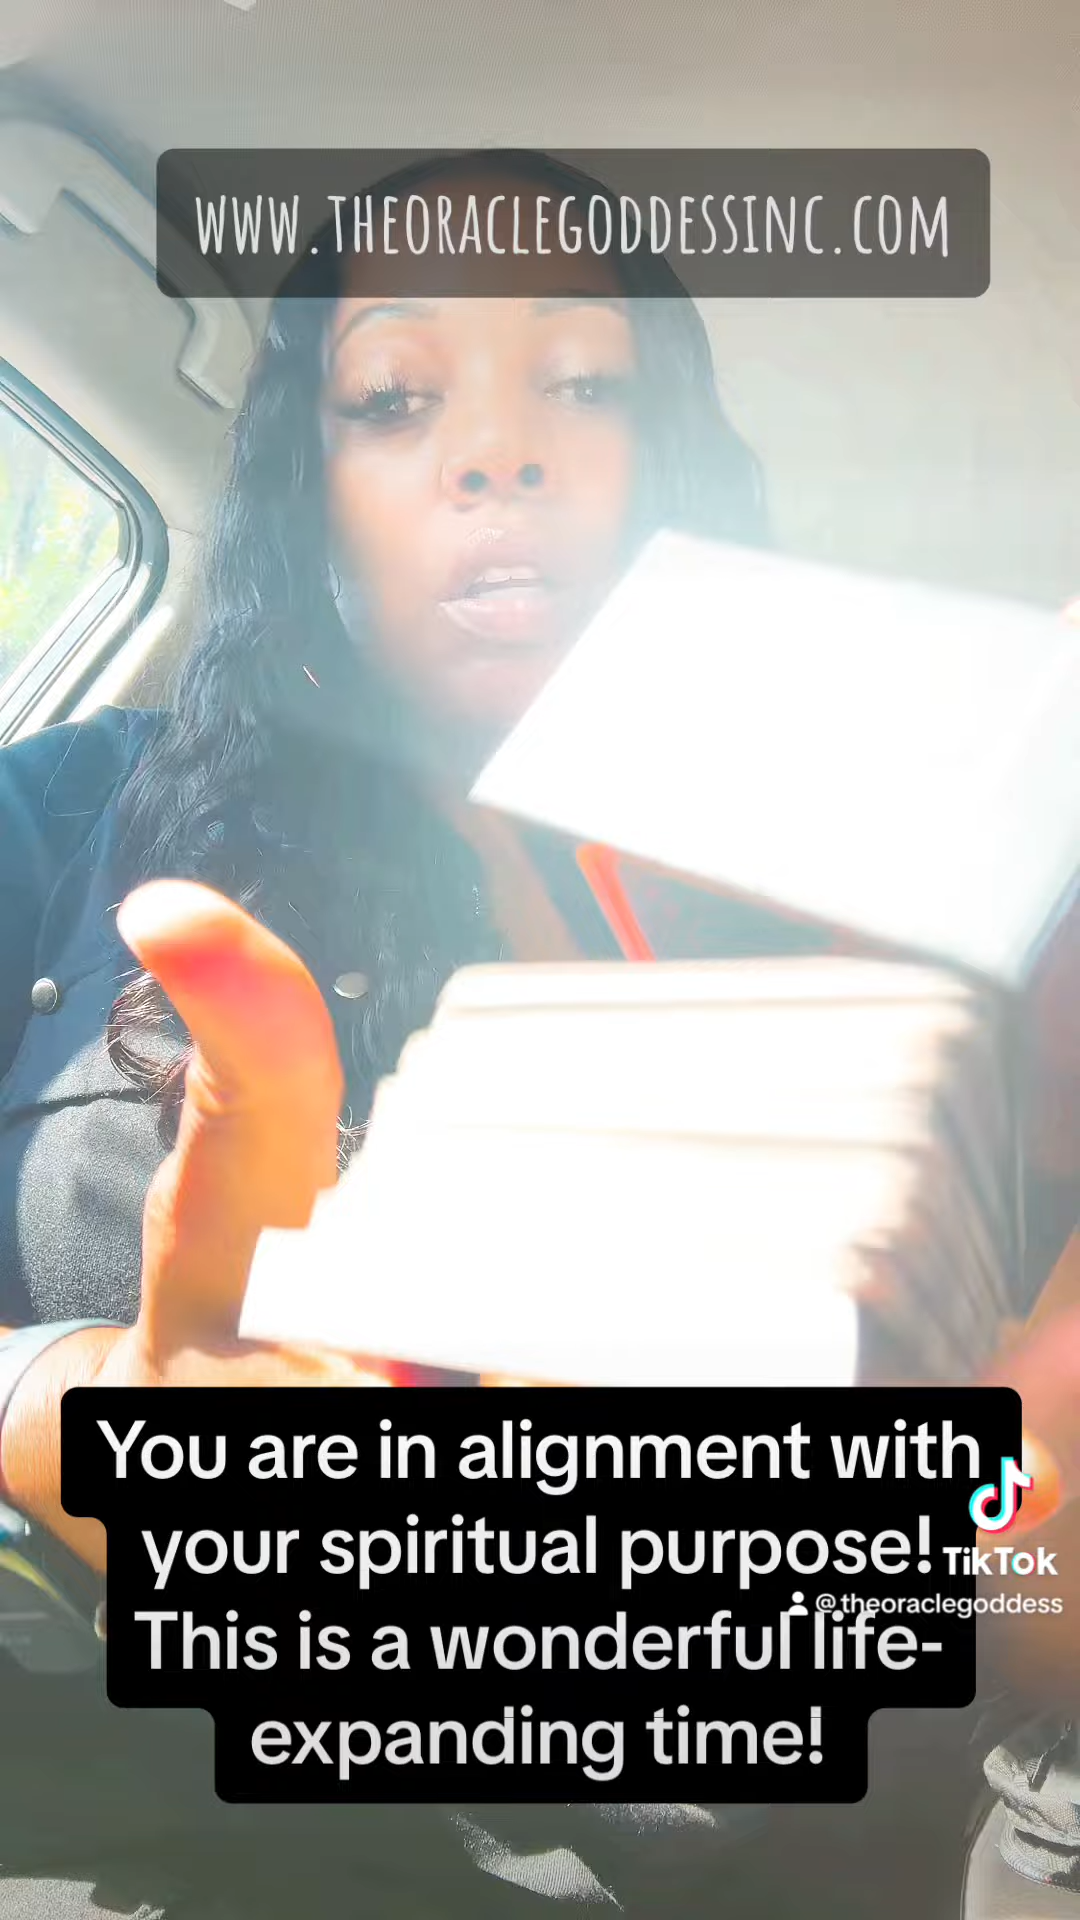 WWW.THEORACLEGODDESSINC.COM
You are in alignment with
your spiritual purpose!
This is a wonderful life-
expanding time!
TikTok
@theoraclegoddess